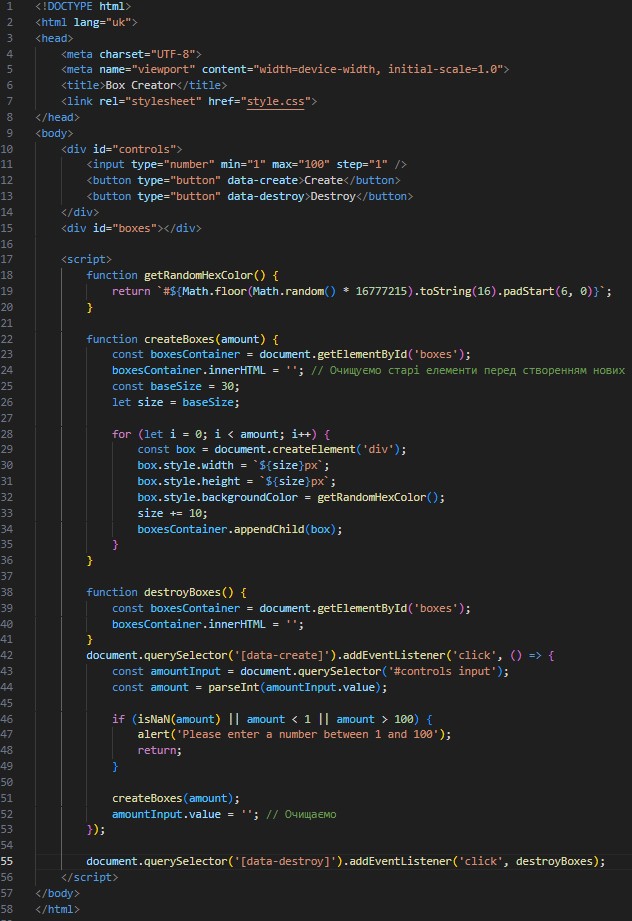 1 <!DOCTYPE html>
2 <html lang="uk">
3 <head>
4     <meta charset="UTF-8">
5     <meta name="viewport" content="width=device-width, initial-scale=1.0">
6     <title>Box Creator</title>
7     <link rel="stylesheet" href="style.css">
8 </head>
9 <body>
10     <div id="controls">
11         <input type="number" min="1" max="100" step="1" />
12         <button type="button" data-create>Create</button>
13         <button type="button" data-destroy>Destroy</button>
14     </div>
15     <div id="boxes"></div>
16
17     <script>
18         function getRandomHexColor() {
19             return `#${Math.floor(Math.random() * 16777215).toString(16).padStart(6, 0)}`;
20         }
21
22         function createBoxes(amount) {
23             const boxesContainer = document.getElementById('boxes');
24             boxesContainer.innerHTML = ''; // Очищуємо старі елементи перед створенням нових
25             const baseSize = 30;
26             let size = baseSize;
27
28             for (let i = 0; i < amount; i++) {
29                 const box = document.createElement('div');
30                 box.style.width = `${size}px`;
31                 box.style.height = `${size}px`;
32                 box.style.backgroundColor = getRandomHexColor();
33                 size += 10;
34                 boxesContainer.appendChild(box);
35             }
36         }
37
38         function destroyBoxes() {
39             const boxesContainer = document.getElementById('boxes');
40             boxesContainer.innerHTML = '';
41         }
42         document.querySelector('[data-create]').addEventListener('click', () => {
43             const amountInput = document.querySelector('#controls input');
44             const amount = parseInt(amountInput.value);
45
46             if (isNaN(amount) || amount < 1 || amount > 100) {
47                 alert('Please enter a number between 1 and 100');
48                 return;
49             }
50
51             createBoxes(amount);
52             amountInput.value = ''; // Очищаємо
53         });
54
55         document.querySelector('[data-destroy]').addEventListener('click', destroyBoxes);
56     </script>
57 </body>
58 </html>